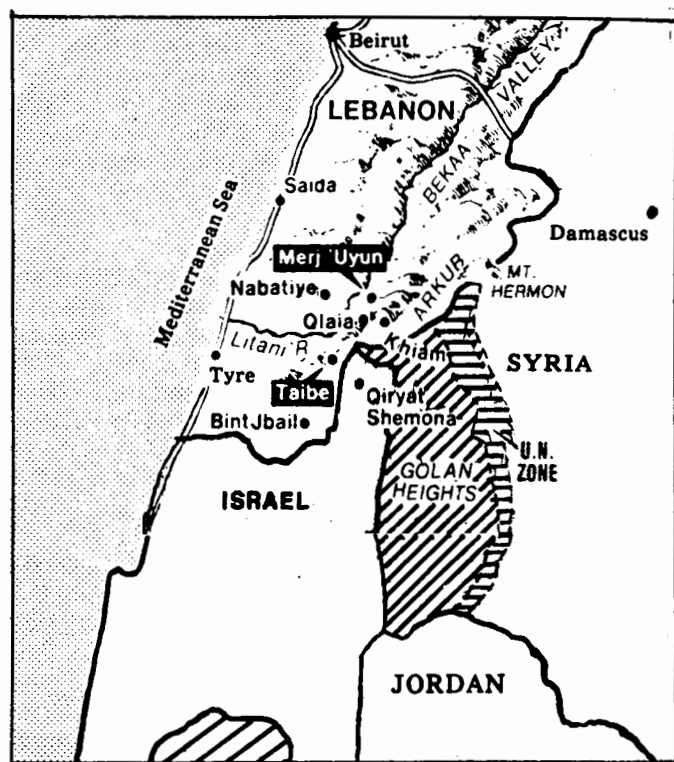 Beirut
LEBANON
VALLEY
BEKAA
Saida
Mediterranean Sea
Damascus
Merj 'Uyun
ARKUB
MT.
HERMON
Nabatiye
Qlaia
Khiam
Litani R.
SYRIA
Tyre
Taibe
Qiryat
Shemona
Bint Jbail
U.N.
ZONE
GOLAN
HEIGHTS
ISRAEL
JORDAN